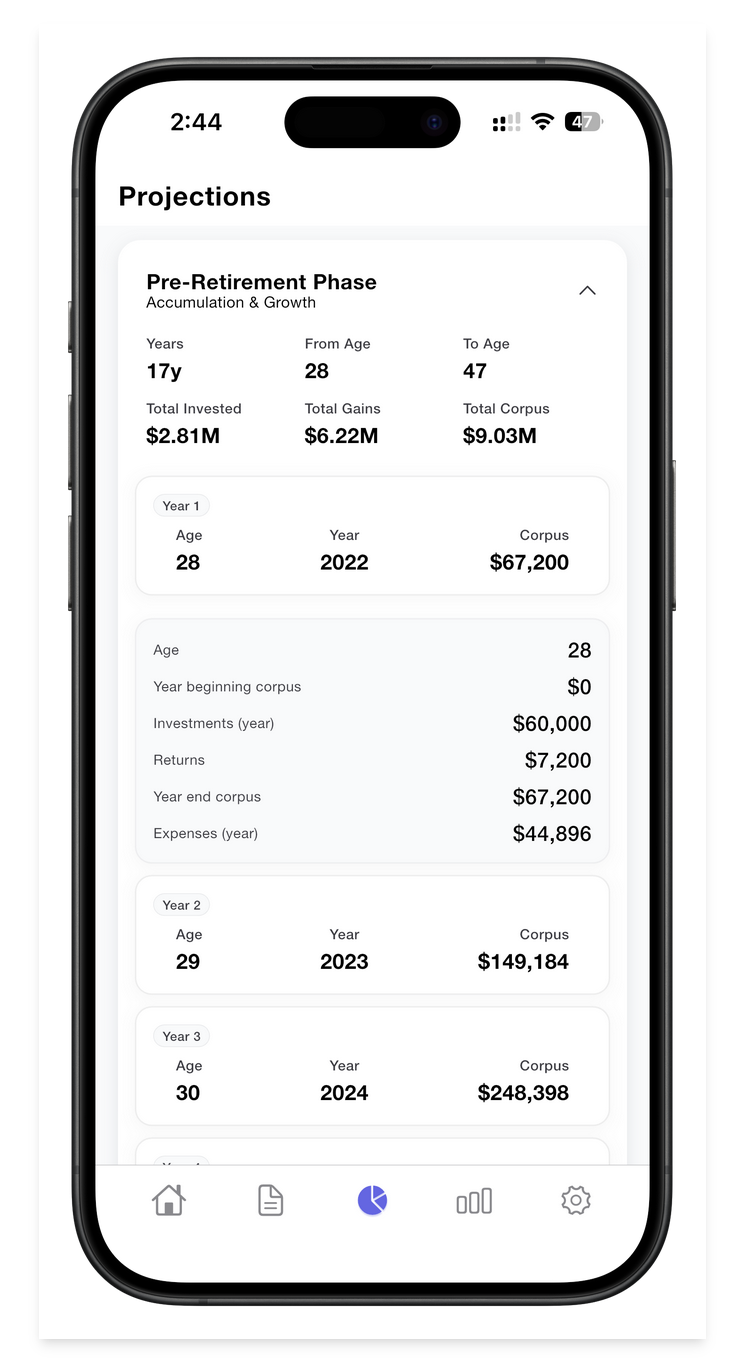 2:44
47
Projections
Pre-Retirement Phase
Accumulation & Growth
Years From Age To Age
17y 28 47
Total Invested Total Gains Total Corpus
$2.81M $6.22M $9.03M
Year 1
Age Year Corpus
28 2022 $67,200
Age 28
Year beginning corpus $0
Investments (year) $60,000
Returns $7,200
Year end corpus $67,200
Expenses (year) $44,896
Year 2
Age Year Corpus
29 2023 $149,184
Year 3
Age Year Corpus
30 2024 $248,398